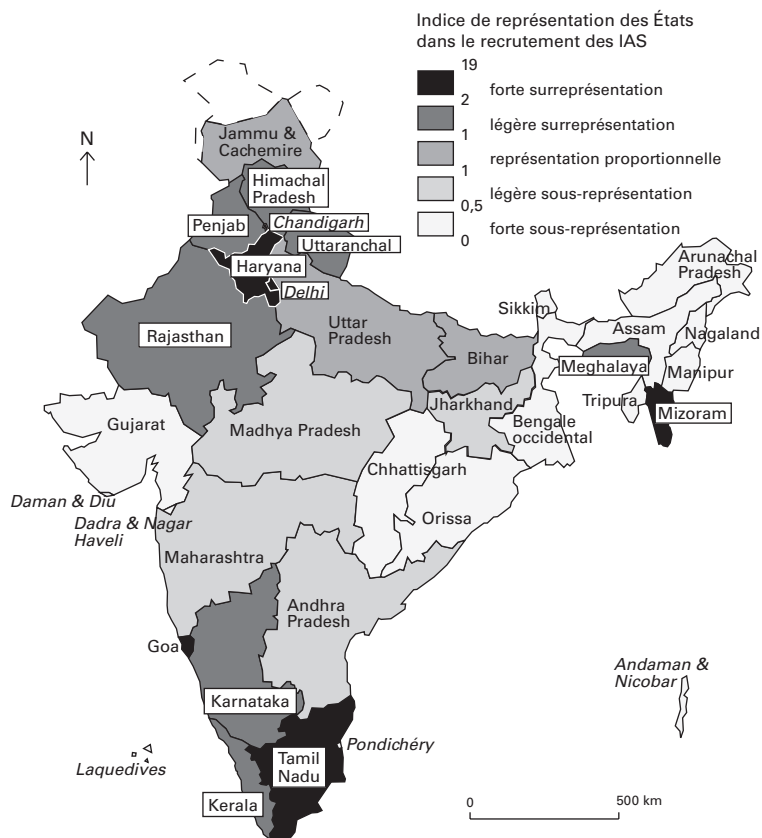 Indice de représentation des États
dans le recrutement des IAS
19
forte surreprésentation
2
légère surreprésentation
1
représentation proportionnelle
1
légère sous-représentation
0,5
forte sous-représentation
0
N
Jammu &
Cachemire
Himachal
Pradesh
Penjab
Chandigarh
Uttaranchal
Haryana
Delhi
Arunachal
Pradesh
Sikkim
Rajasthan
Uttar
Pradesh
Assam
Nagaland
Bihar
Meghalaya
Manipur
Jharkhand
Tripura
Mizoram
Gujarat
Madhya Pradesh
Bengale
occidental
Chhattisgarh
Daman & Diu
Dadra & Nagar
Haveli
Orissa
Maharashtra
Andhra
Pradesh
Goa
Andaman &
Nicobar
Karnataka
Pondichéry
Laquedives
Tamil
Nadu
Kerala
0
500 km